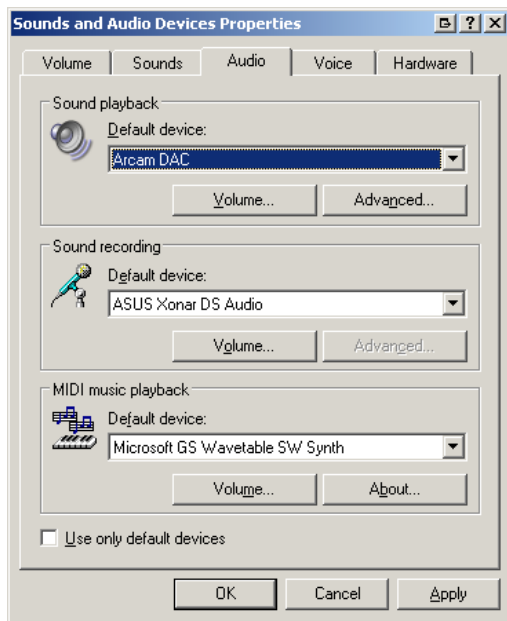 Sounds and Audio Devices Properties
Volume Sounds Audio Voice Hardware
Sound playback
Default device:
Arcam DAC
Volume... Advanced...
Sound recording
Default device:
ASUS Xonar DS Audio
Volume... Advanced...
MIDI music playback
Default device:
Microsoft GS Wavetable SW Synth
Volume... About...
Use only default devices
OK Cancel Apply